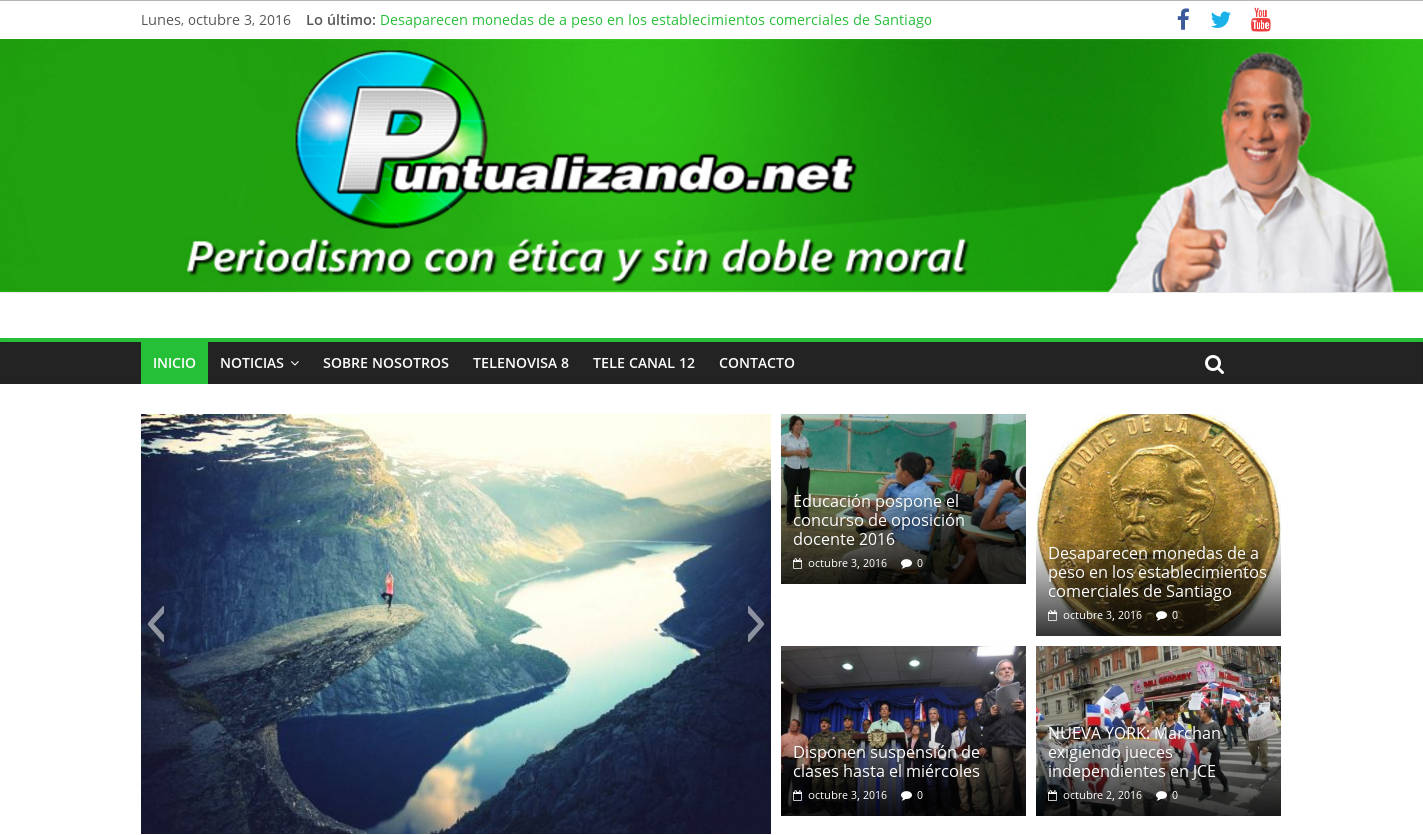 Lunes, octubre 3, 2016 Lo último: Desaparecen monedas de a peso en los establecimientos comerciales de Santiago
You
Tube
Puntualizando.net
Periodismo con ética y sin doble moral
INICIO NOTICIAS SOBRE NOSOTROS TELENOVISA 8 TELE CANAL 12 CONTACTO
Educación pospone el
concurso de oposición
docente 2016
octubre 3, 2016 0
PADRE DE LA PATRIA
Desaparecen monedas de a
peso en los establecimientos
comerciales de Santiago
octubre 3, 2016 0
Disponen suspensión de
clases hasta el miércoles
octubre 3, 2016 0
NUEVA YORK: Marchan
exigiendo jueces
independientes en JCE
octubre 2, 2016 0